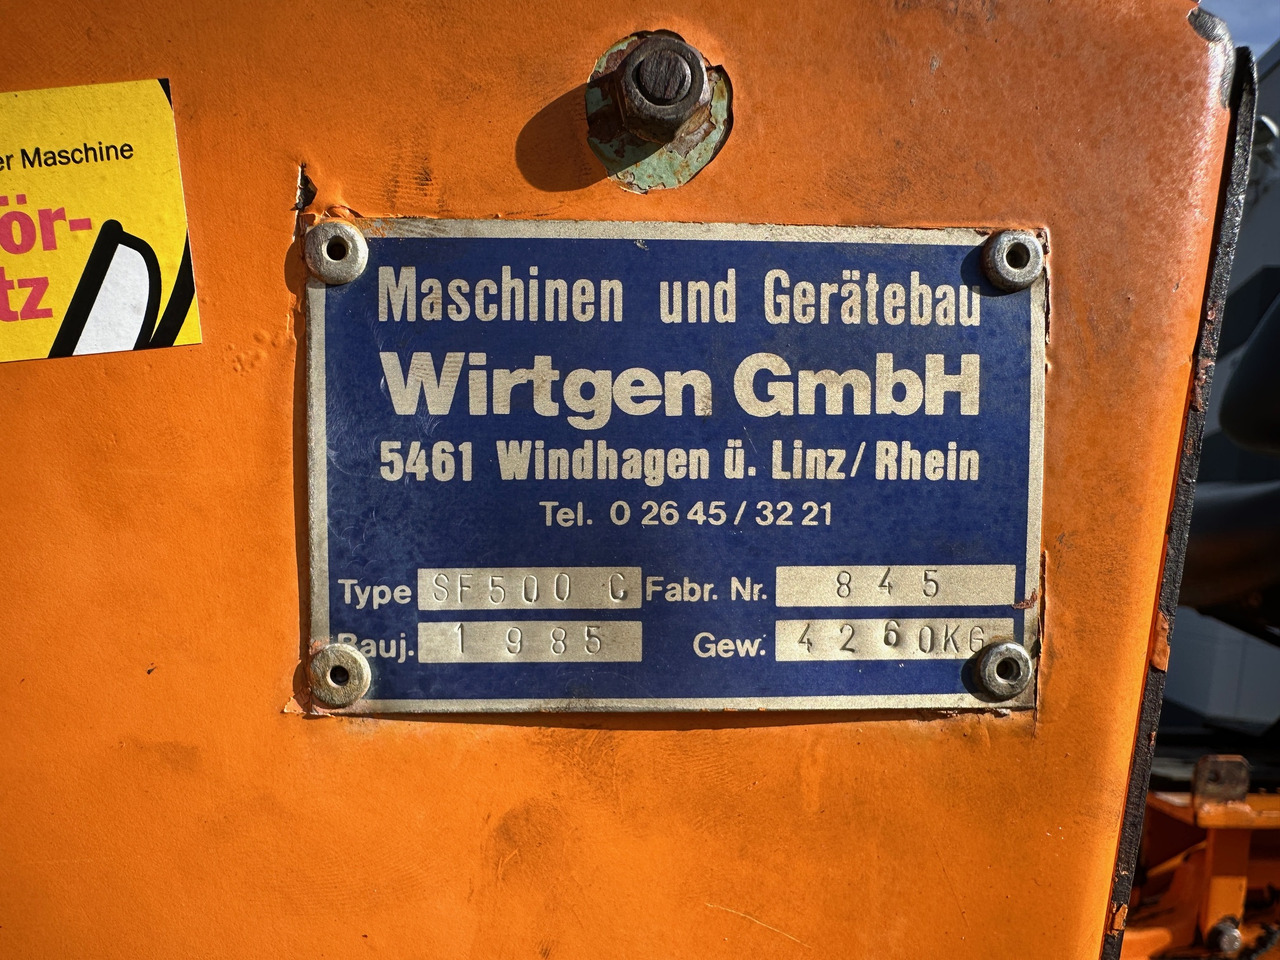 er Maschine
ör-
tz
Maschinen und Gerätebau
Wirtgen GmbH
5461 Windhagen ü. Linz/Rhein
Tel. 0 26 45 / 32 21
Type SF500 C Fabr. Nr. 845
Bauj. 1985 Gew. 4260KG